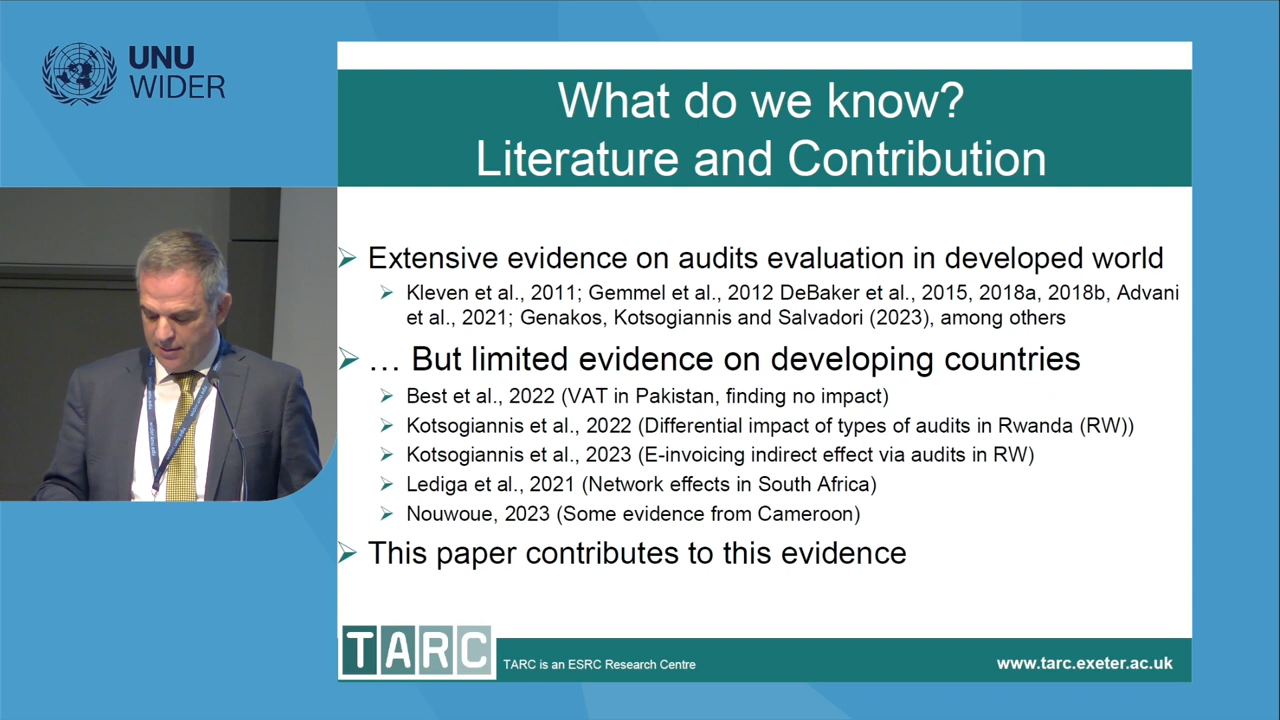 UNU
WIDER
What do we know?
Literature and Contribution
Extensive evidence on audits evaluation in developed world
Kleven et al., 2011; Gemmel et al., 2012 DeBaker et al., 2015, 2018a, 2018b, Advani
et al., 2021; Genakos, Kotsogiannis and Salvadori (2023), among others
… But limited evidence on developing countries
Best et al., 2022 (VAT in Pakistan, finding no impact)
Kotsogiannis et al., 2022 (Differential impact of types of audits in Rwanda (RW))
Kotsogiannis et al., 2023 (E-invoicing indirect effect via audits in RW)
Lediga et al., 2021 (Network effects in South Africa)
Nouwoue, 2023 (Some evidence from Cameroon)
This paper contributes to this evidence
TARC
TARC is an ESRC Research Centre
www.tarc.exeter.ac.uk